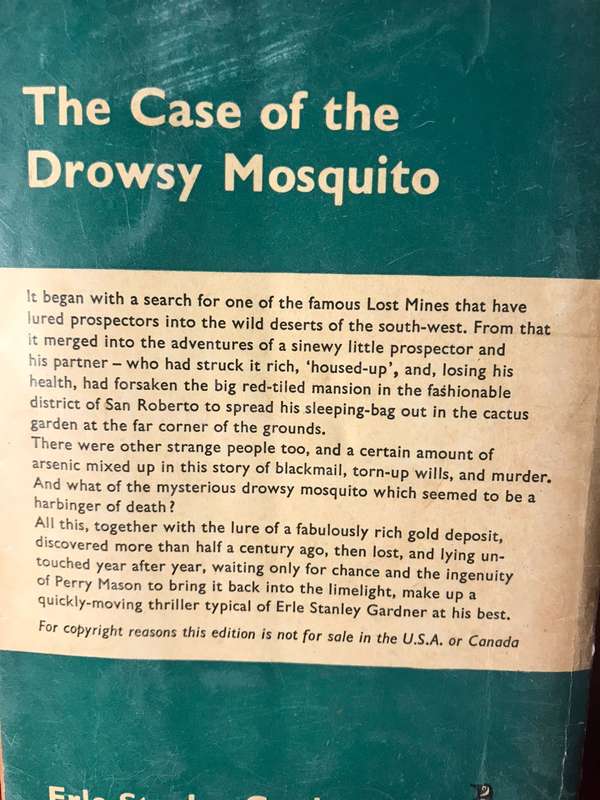 The Case of the
Drowsy Mosquito
It began with a search for one of the famous Lost Mines that have
lured prospectors into the wild deserts of the south-west. From that
it merged into the adventures of a sinewy little prospector and
his partner – who had struck it rich, 'housed-up', and, losing his
health, had forsaken the big red-tiled mansion in the fashionable
district of San Roberto to spread his sleeping-bag out in the cactus
garden at the far corner of the grounds.
There were other strange people too, and a certain amount of
arsenic mixed up in this story of blackmail, torn-up wills, and murder.
And what of the mysterious drowsy mosquito which seemed to be a
harbinger of death?
All this, together with the lure of a fabulously rich gold deposit,
discovered more than half a century ago, then lost, and lying un-
touched year after year, waiting only for chance and the ingenuity
of Perry Mason to bring it back into the limelight, make up a
quickly-moving thriller typical of Erle Stanley Gardner at his best.
For copyright reasons this edition is not for sale in the U.S.A. or Canada
Erle Stanley